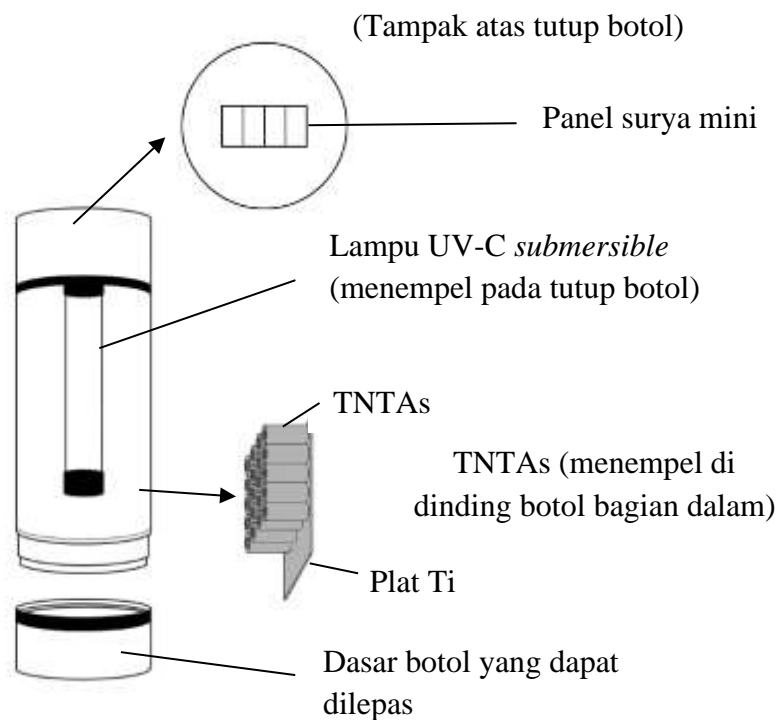 (Tampak atas tutup botol)
Panel surya mini
Lampu UV-C submersible
(menempel pada tutup botol)
TNTAs
TNTAs (menempel di
dinding botol bagian dalam)
Plat Ti
Dasar botol yang dapat
dilepas